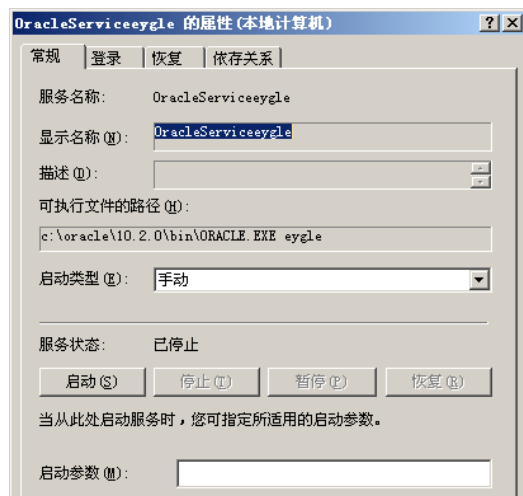 OracleServiceeygle 的属性(本地计算机)
常规 登录 恢复 依存关系
服务名称: OracleServiceeygle
显示名称(N): OracleServiceeygle
描述(D):
可执行文件的路径(H):
c:\oracle\10.2.0\bin\ORACLE.EXE eygle
启动类型(E): 手动
服务状态: 已停止
启动(S) 停止(T) 暂停(P) 恢复(R)
当从此处启动服务时，您可指定所适用的启动参数。
启动参数(M):